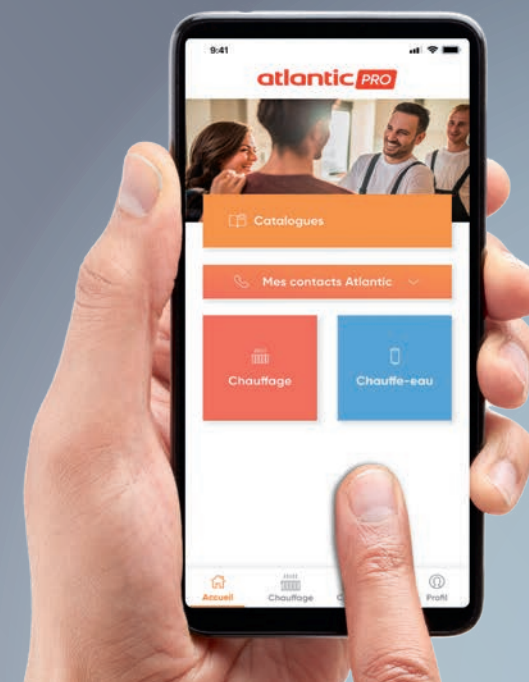 9:41
atlantic PRO
Catalogues
Mes contacts Atlantic
Chauffage
Chauffe-eau
Accueil
Chauffage
Profil